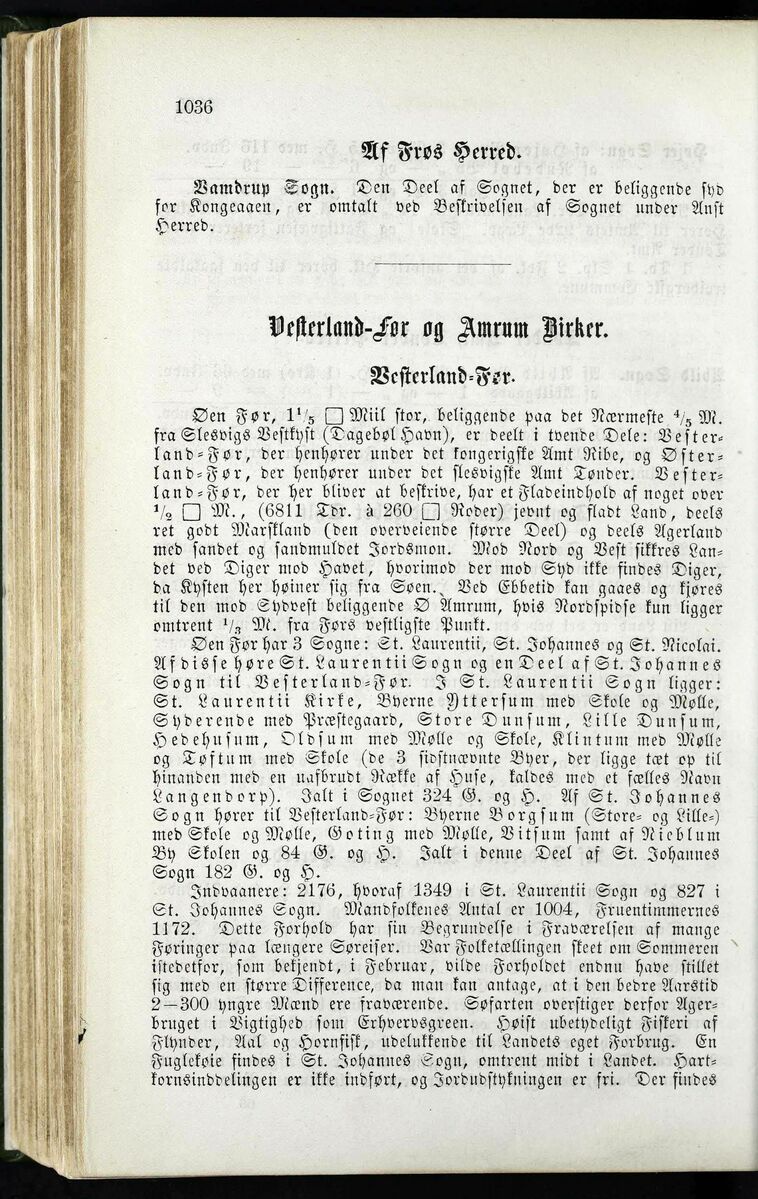 1036
Af Frøs Herred.
Vamdrup Sogn. Den Deel af Sognet, der er beliggende syd
for Kongeaaen, er omtalt ved Beskrivelsen af Sognet under Anst
Herred.
Vesterland-Før og Amrum Birker.
Vesterland-Før.
Øen Før, 1 1/5 □ Miil stor, beliggende paa det Nærmeste 4/5 M.
fra Slesvigs Vestkyst (Dagebøl Havn), er deelt i tvende Dele: Vester-
land-Før, der henhører under det kongerigske Amt Ribe, og Øster-
land-Før, der henhører under det slesvigske Amt Tønder. Vester-
land-Før, der her bliver at beskrive, har et Fladeindhold af noget over
1/2 □ M., (6811 Tdr. à 260 □ Roder) jevnt og fladt Land, deels
ret godt Marskland (den overveiende større Deel) og deels Agerland
med sandet og sandmuldet Jordsmon. Mod Nord og Vest sikkres Lan-
det ved Diger mod Havet, hvorimod der mod Syd ikke findes Diger,
da Kysten her høiner sig fra Søen. Ved Ebbetid kan gaaes og kjøres
til den mod Sydvest beliggende Ø Amrum, hvis Nordspidse kun ligger
omtrent 1/3 M. fra Førs vestligste Punkt.
Øen Før har 3 Sogne: St. Laurentii, St. Johannes og St. Nicolai.
Af disse høre St. Laurentii Sogn og en Deel af St. Johannes
Sogn til Vesterland-Før. I St. Laurentii Sogn ligger:
St. Laurentii Kirke, Byerne Yttersum med Skole og Mølle,
Syderende med Præstegaard, Store Dunsum, Lille Dunsum,
Hedehusum, Oldsum med Mølle og Skole, Klintum med Mølle
og Tøftum med Skole (de 3 sidstnævnte Byer, der ligge tæt op til
hinanden med en uafbrudt Række af Huse, kaldes med et fælles Navn
Langendorp). Ialt i Sognet 324 G. og H. Af St. Johannes
Sogn hører til Vesterland-Før: Byerne Borgsum (Store- og Lille-)
med Skole og Mølle, Goting med Mølle, Vitsum samt af Nieblum
By Skolen og 84 G. og H. Ialt i denne Deel af St. Johannes
Sogn 182 G. og H.
Indvaanere: 2176, hvoraf 1349 i St. Laurentii Sogn og 827 i
St. Johannes Sogn. Mandfolkenes Antal er 1004, Fruentimmernes
1172. Dette Forhold har sin Begrundelse i Fraværelsen af mange
Føringer paa længere Søreiser. Var Folketællingen skeet om Sommeren
istedetfor, som bekjendt, i Februar, vilde Forholdet endnu have stillet
sig med en større Difference, da man kan antage, at i den bedre Aarstid
2—300 yngre Mænd ere fraværende. Søfarten overstiger derfor Ager-
bruget i Vigtighed som Erhvervsgreen. Høist ubetydeligt Fiskeri af
Flynder, Aal og Hornfisk, udelukkende til Landets eget Forbrug. En
Fuglekøie findes i St. Johannes Sogn, omtrent midt i Landet. Hart-
kornsinddelingen er ikke indført, og Jordudstykningen er fri. Der findes